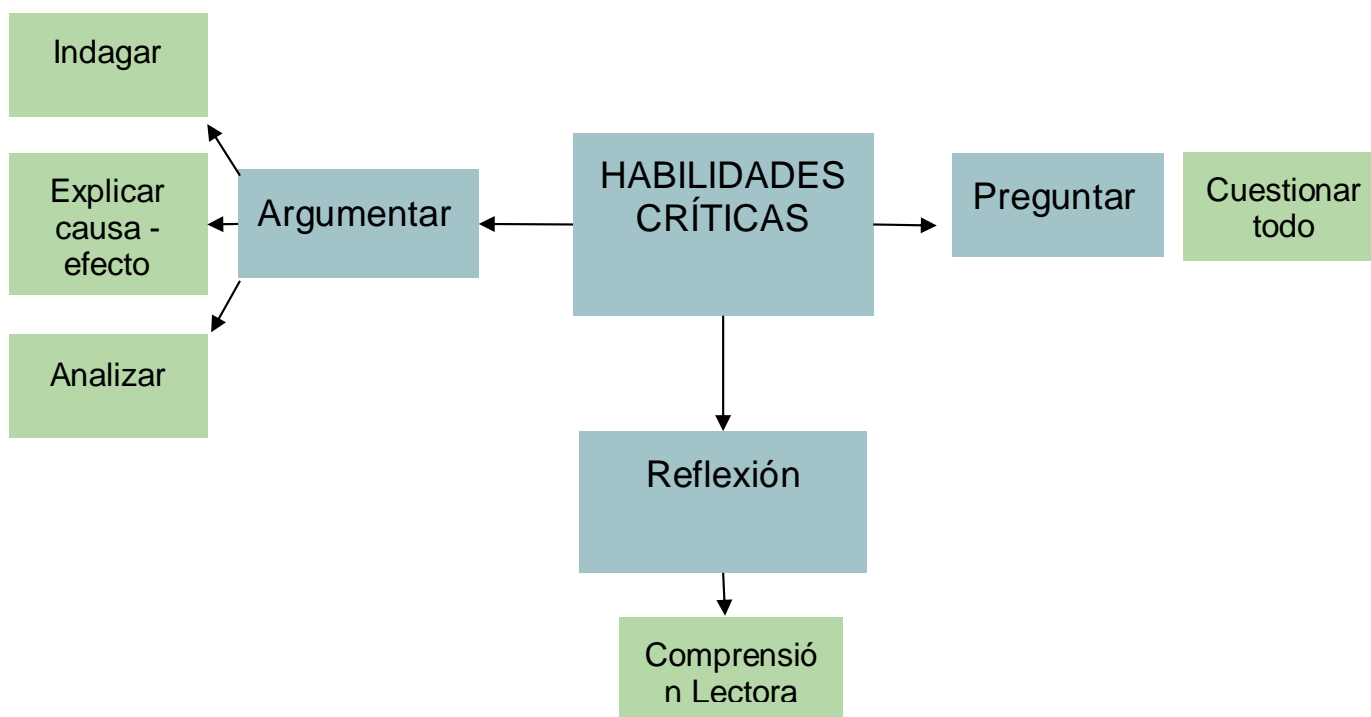 Indagar
Explicar
causa -
efecto
Analizar
Argumentar
HABILIDADES
CRÍTICAS
Preguntar
Cuestionar
todo
Reflexión
Comprensió
n Lectora